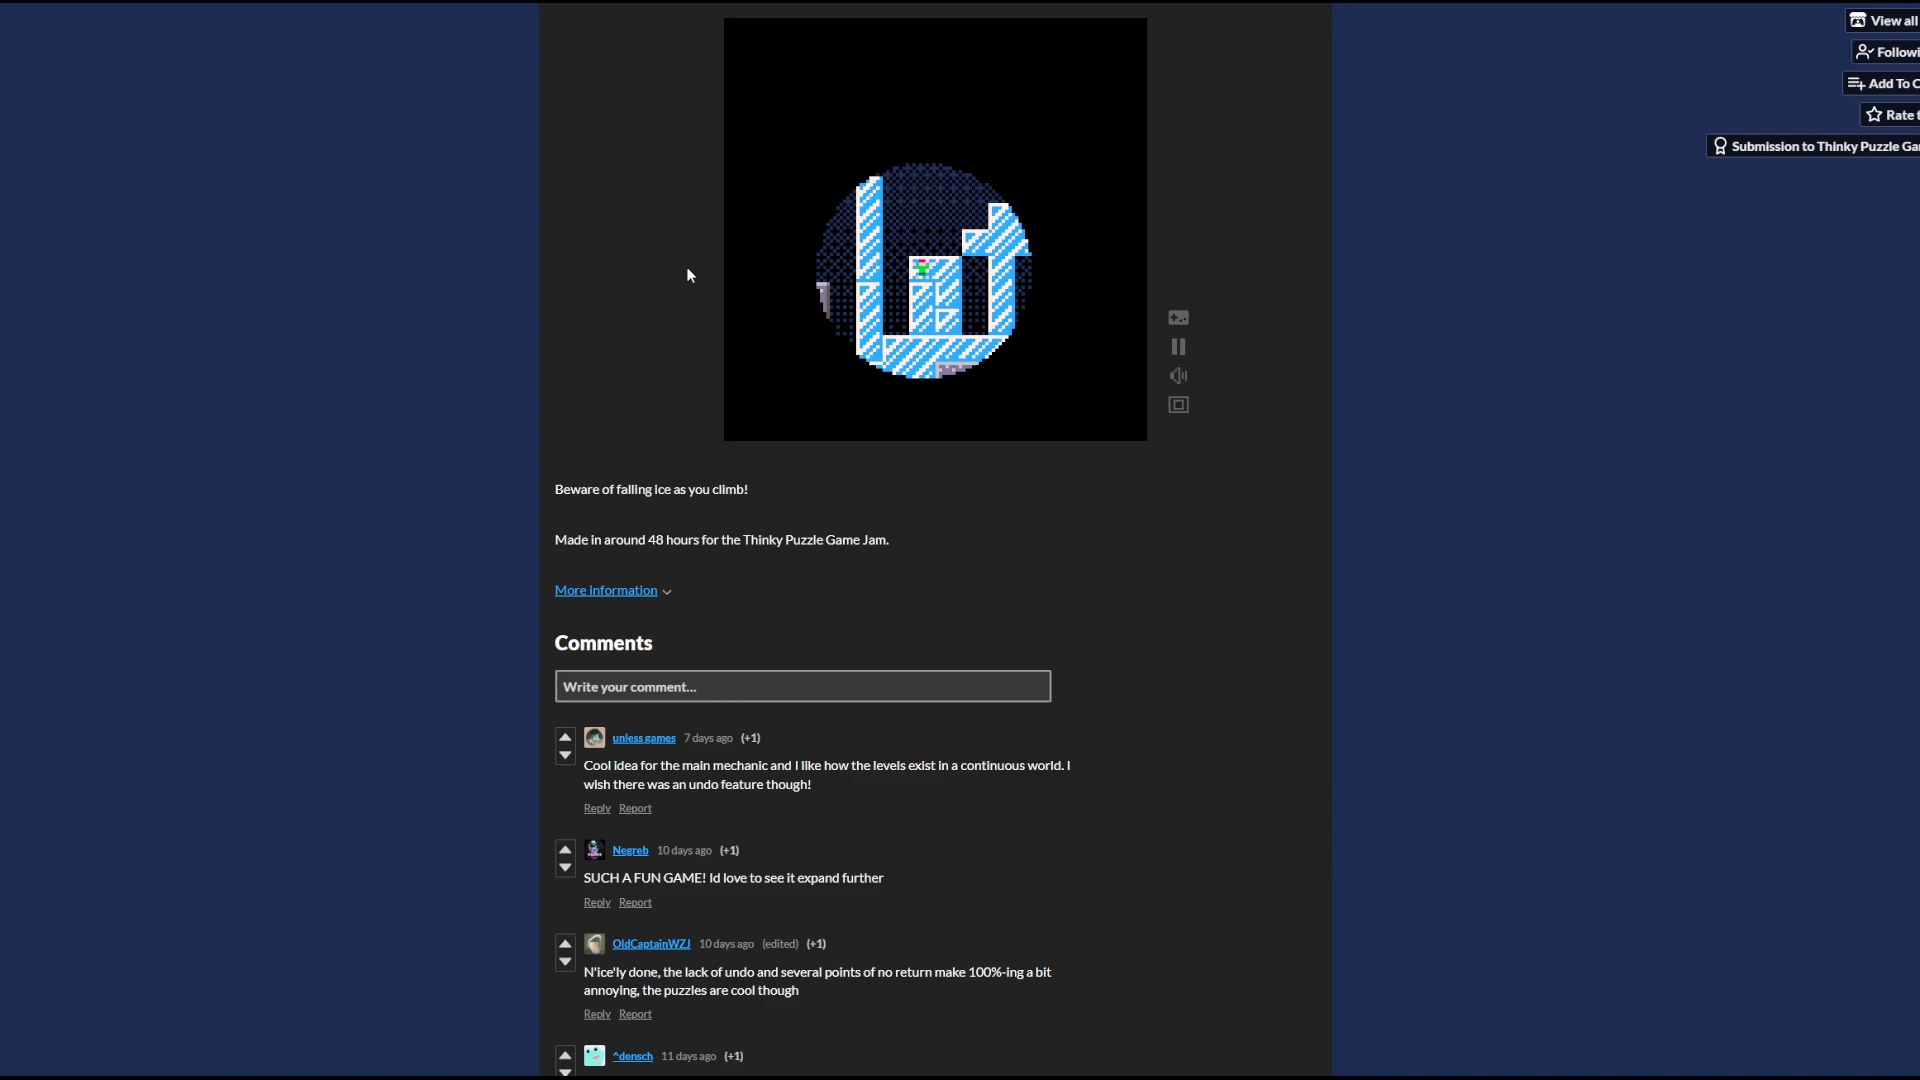 View all
Followi
Add To C
Rate t
Submission to Thinky Puzzle Ga
Beware of falling ice as you climb!
Made in around 48 hours for the Thinky Puzzle Game Jam.
More information
Comments
Write your comment...
unless games 7 days ago (+1)
Cool idea for the main mechanic and I like how the levels exist in a continuous world. I
wish there was an undo feature though!
Reply Report
Negreb 10 days ago (+1)
SUCH A FUN GAME! Id love to see it expand further
Reply Report
OldCaptainWZJ 10 days ago (edited) (+1)
N'ice'ly done, the lack of undo and several points of no return make 100%-ing a bit
annoying, the puzzles are cool though
Reply Report
^densch 11 days ago (+1)